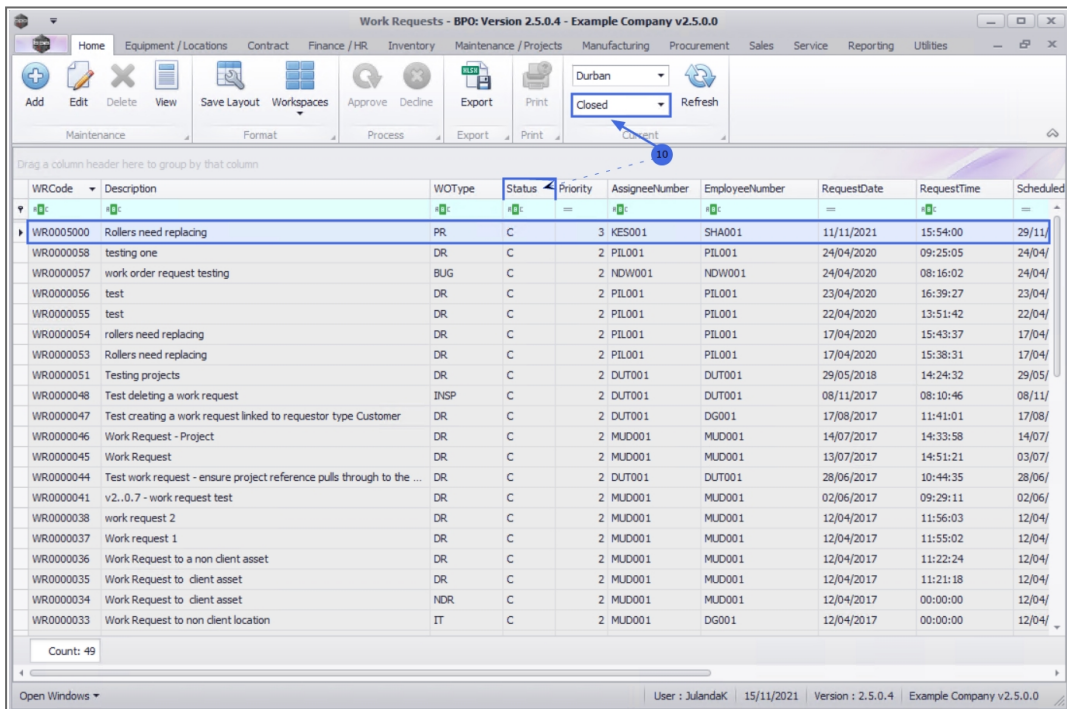 Work Requests - BPO: Version 2.5.0.4 - Example Company v2.5.0.0
Home Equipment / Locations Contract Finance / HR Inventory Maintenance / Projects Manufacturing Procurement Sales Service Reporting Utilities
Add Edit Delete View Save Layout Workspaces Approve Decline Export Print Durban Closed Refresh
Maintenance Format Process Export Print Current
10
Drag a column header here to group by that column
WRCode Description WOType Status Priority AssigneeNumber EmployeeNumber RequestDate RequestTime Scheduled
WR0005000 Rollers need replacing PR C 3 KES001 SHA001 11/11/2021 15:54:00 29/11/
WR0000058 testing one DR C 2 PIL001 PIL001 24/04/2020 09:25:05 24/04/
WR0000057 work order request testing BUG C 2 NDW001 NDW001 24/04/2020 08:16:02 24/04/
WR0000056 test DR C 2 PIL001 PIL001 23/04/2020 16:39:27 23/04/
WR0000055 test DR C 2 PIL001 PIL001 22/04/2020 13:51:42 22/04/
WR0000054 rollers need replacing DR C 2 PIL001 PIL001 17/04/2020 15:43:37 17/04/
WR0000053 Rollers need replacing DR C 2 PIL001 PIL001 17/04/2020 15:38:31 17/04/
WR0000051 Testing projects DR C 2 DUT001 DUT001 29/05/2018 14:24:32 29/05/
WR0000048 Test deleting a work request INSP C 2 DUT001 DUT001 08/11/2017 08:10:46 08/11/
WR0000047 Test creating a work request linked to requestor type Customer DR C 2 DUT001 DG001 17/08/2017 11:41:01 17/08/
WR0000046 Work Request - Project DR C 2 MUD001 MUD001 14/07/2017 14:33:58 14/07/
WR0000045 Work Request DR C 2 MUD001 MUD001 13/07/2017 14:51:21 03/07/
WR0000044 Test work request - ensure project reference pulls through to the ... DR C 2 DUT001 DUT001 28/06/2017 10:44:35 28/06/
WR0000041 v2..0.7 - work request test DR C 2 MUD001 MUD001 02/06/2017 09:29:11 02/06/
WR0000038 work request 2 DR C 2 MUD001 MUD001 12/04/2017 11:56:03 12/04/
WR0000037 Work request 1 DR C 2 MUD001 MUD001 12/04/2017 11:55:02 12/04/
WR0000036 Work Request to a non client asset DR C 2 MUD001 MUD001 12/04/2017 11:22:24 12/04/
WR0000035 Work Request to client asset DR C 2 MUD001 MUD001 12/04/2017 11:21:18 12/04/
WR0000034 Work Request to client asset NDR C 2 MUD001 MUD001 12/04/2017 00:00:00 12/04/
WR0000033 Work Request to non client location IT C 2 MUD001 DG001 12/04/2017 00:00:00 12/04/
Count: 49
Open Windows User : JulandaK 15/11/2021 Version : 2.5.0.4 Example Company v2.5.0.0